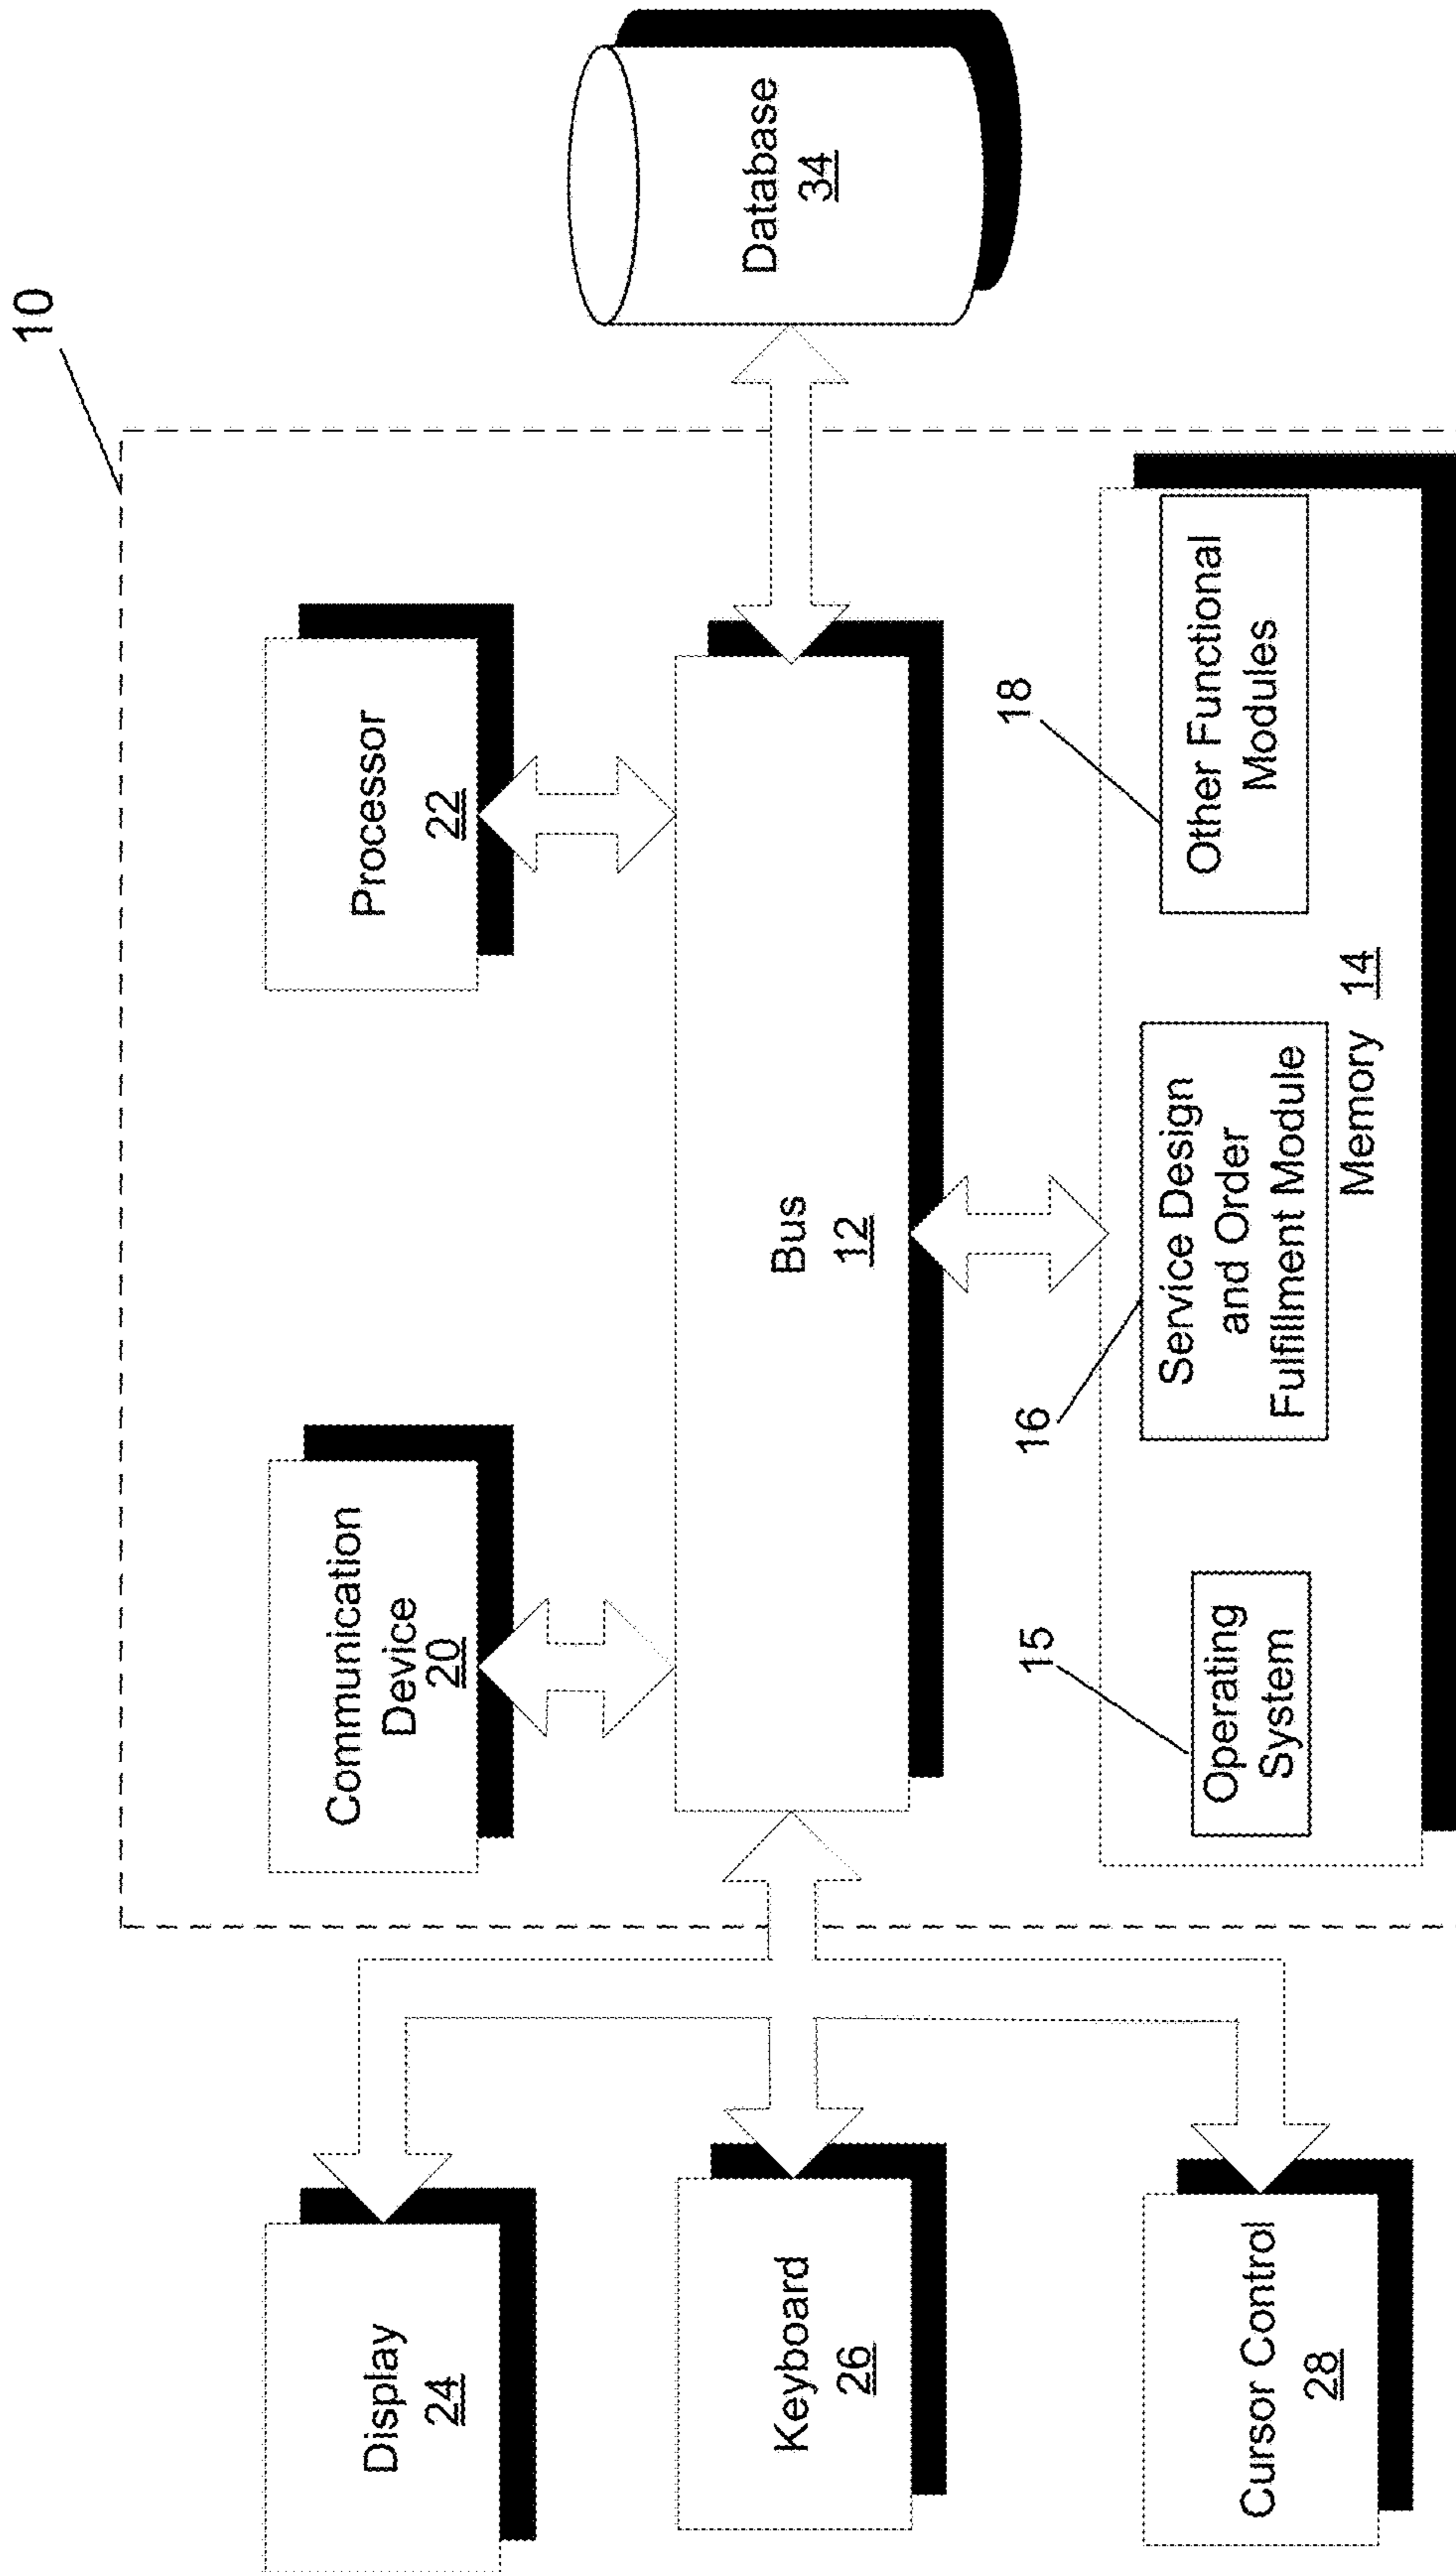 10
Display
24
Communication
Device
20
Processor
22
Keyboard
26
Bus
12
Database
34
Cursor Control
28
15
Operating
System
16
Service Design
and Order
Fulfillment Module
18
Other Functional
Modules
Memory 14